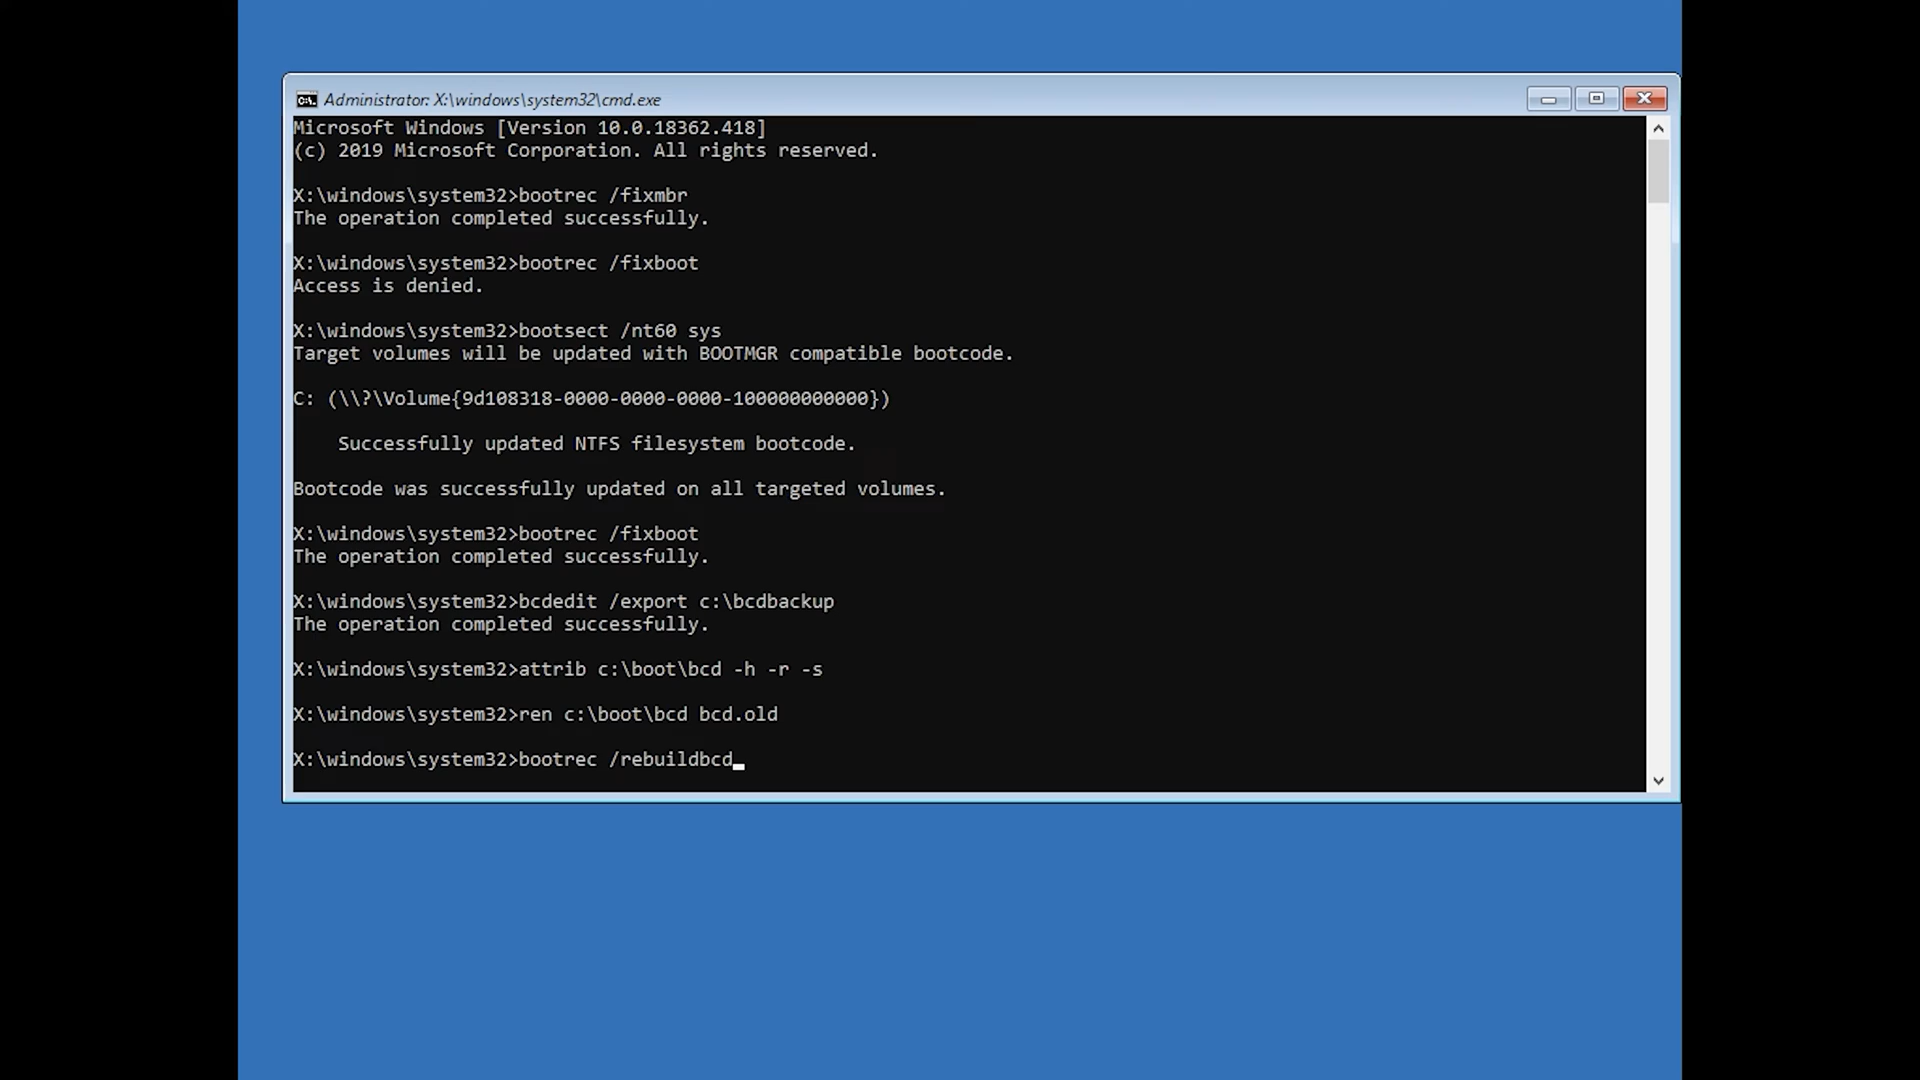 Administrator: X:\windows\system32\cmd.exe
Microsoft Windows [Version 10.0.18362.418]
(c) 2019 Microsoft Corporation. All rights reserved.
X:\windows\system32>bootrec /fixmbr
The operation completed successfully.
X:\windows\system32>bootrec /fixboot
Access is denied.
X:\windows\system32>bootsect /nt60 sys
Target volumes will be updated with BOOTMGR compatible bootcode.
C: (\\?\Volume{9d108318-0000-0000-0000-100000000000})
Successfully updated NTFS filesystem bootcode.
Bootcode was successfully updated on all targeted volumes.
X:\windows\system32>bootrec /fixboot
The operation completed successfully.
X:\windows\system32>bcdedit /export c:\bcdbackup
The operation completed successfully.
X:\windows\system32>attrib c:\boot\bcd -h -r -s
X:\windows\system32>ren c:\boot\bcd bcd.old
X:\windows\system32>bootrec /rebuildbcd